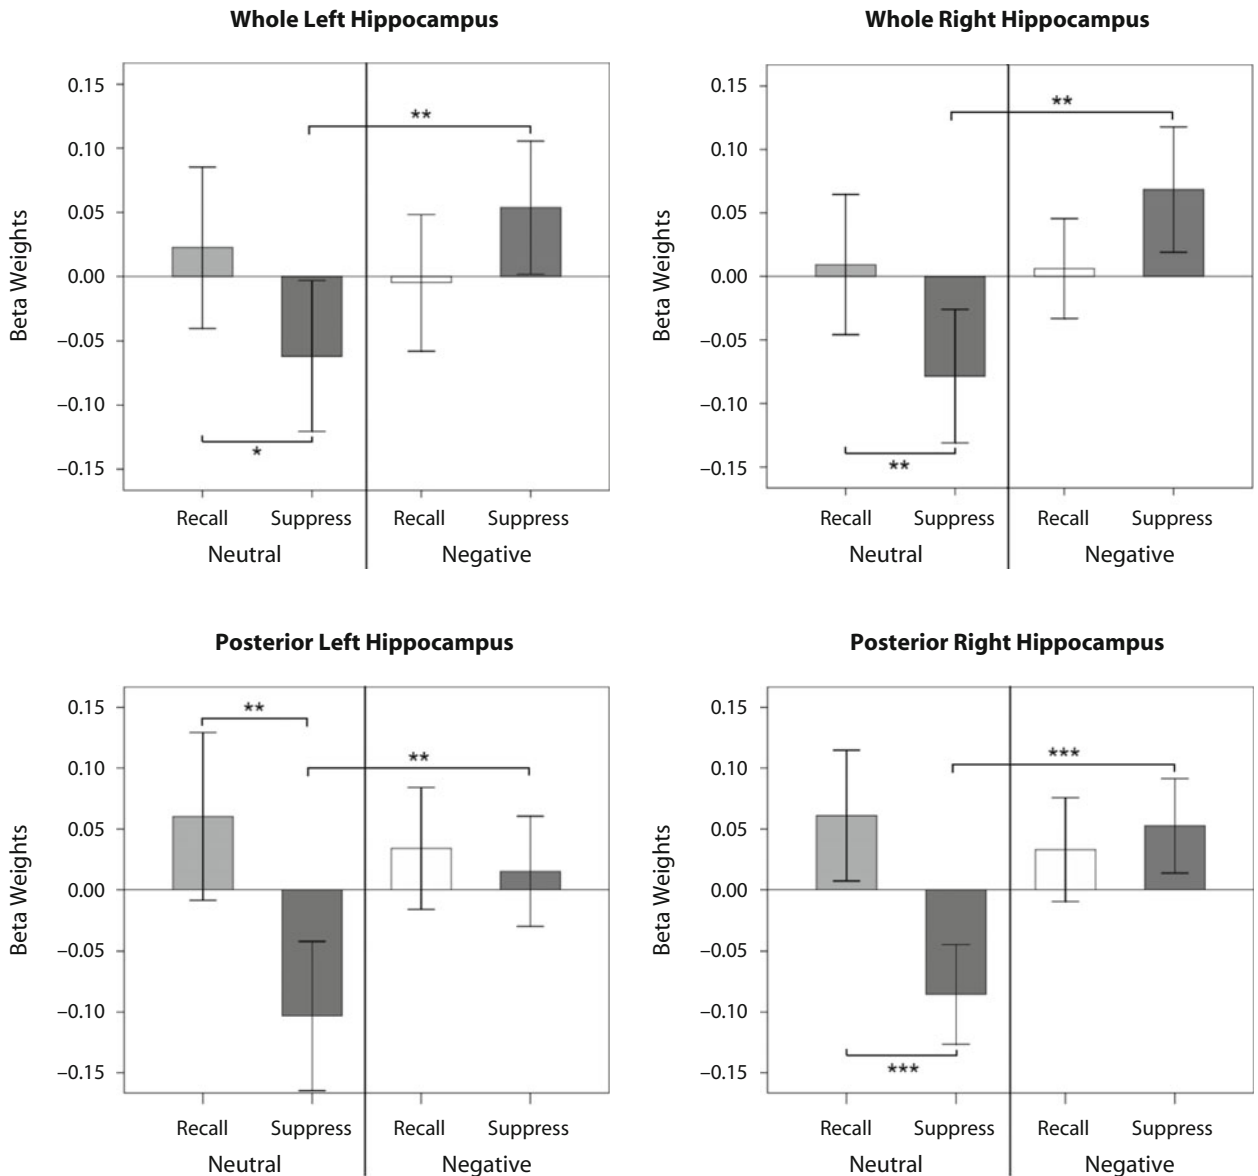 Whole Left Hippocampus
Beta Weights
0.15
0.10
0.05
0.00
–0.05
–0.10
–0.15
**
*
Recall Suppress Recall Suppress
Neutral Negative
Whole Right Hippocampus
Beta Weights
0.15
0.10
0.05
0.00
–0.05
–0.10
–0.15
**
**
Recall Suppress Recall Suppress
Neutral Negative
Posterior Left Hippocampus
Beta Weights
0.15
0.10
0.05
0.00
–0.05
–0.10
–0.15
**
**
Recall Suppress Recall Suppress
Neutral Negative
Posterior Right Hippocampus
Beta Weights
0.15
0.10
0.05
0.00
–0.05
–0.10
–0.15
***
***
Recall Suppress Recall Suppress
Neutral Negative